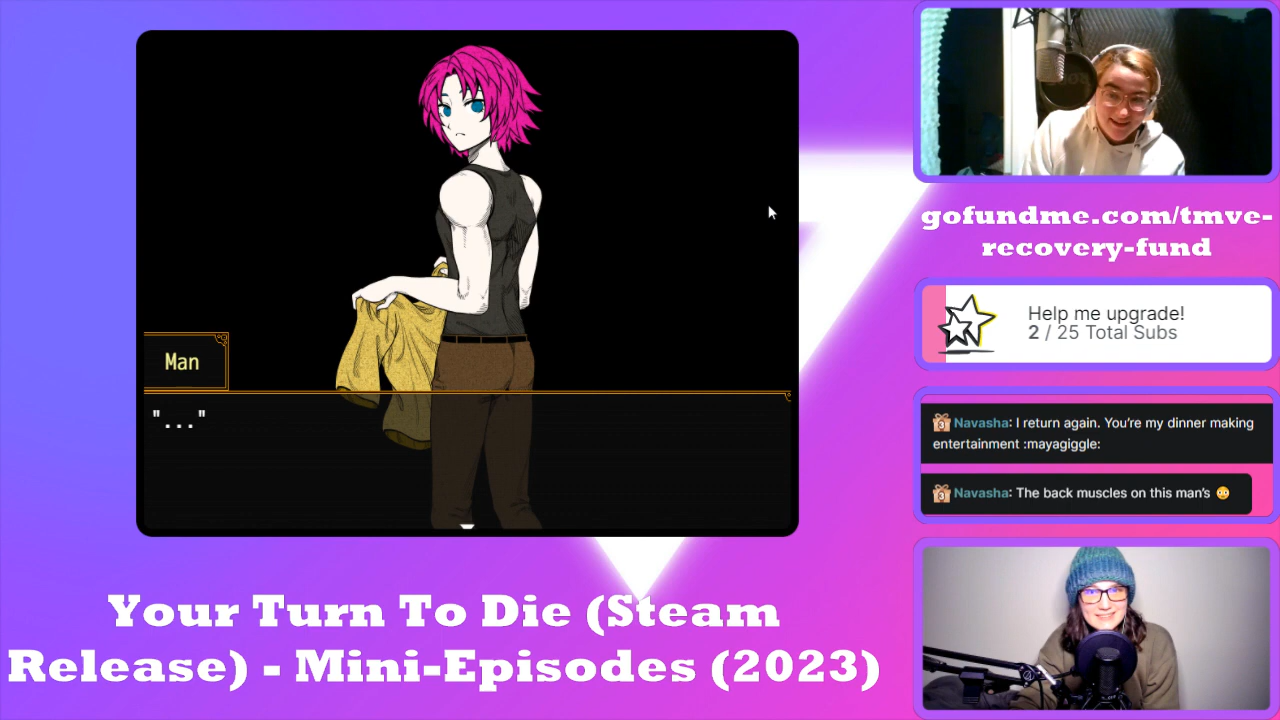 Man
"..."
Your Turn To Die (Steam
Release) - Mini-Episodes (2023)
gofundme.com/tmve-
recovery-fund
Help me upgrade!
2 / 25 Total Subs
3 Navasha: I return again. You're my dinner making
entertainment :mayagiggle:
3 Navasha: The back muscles on this man's 😳